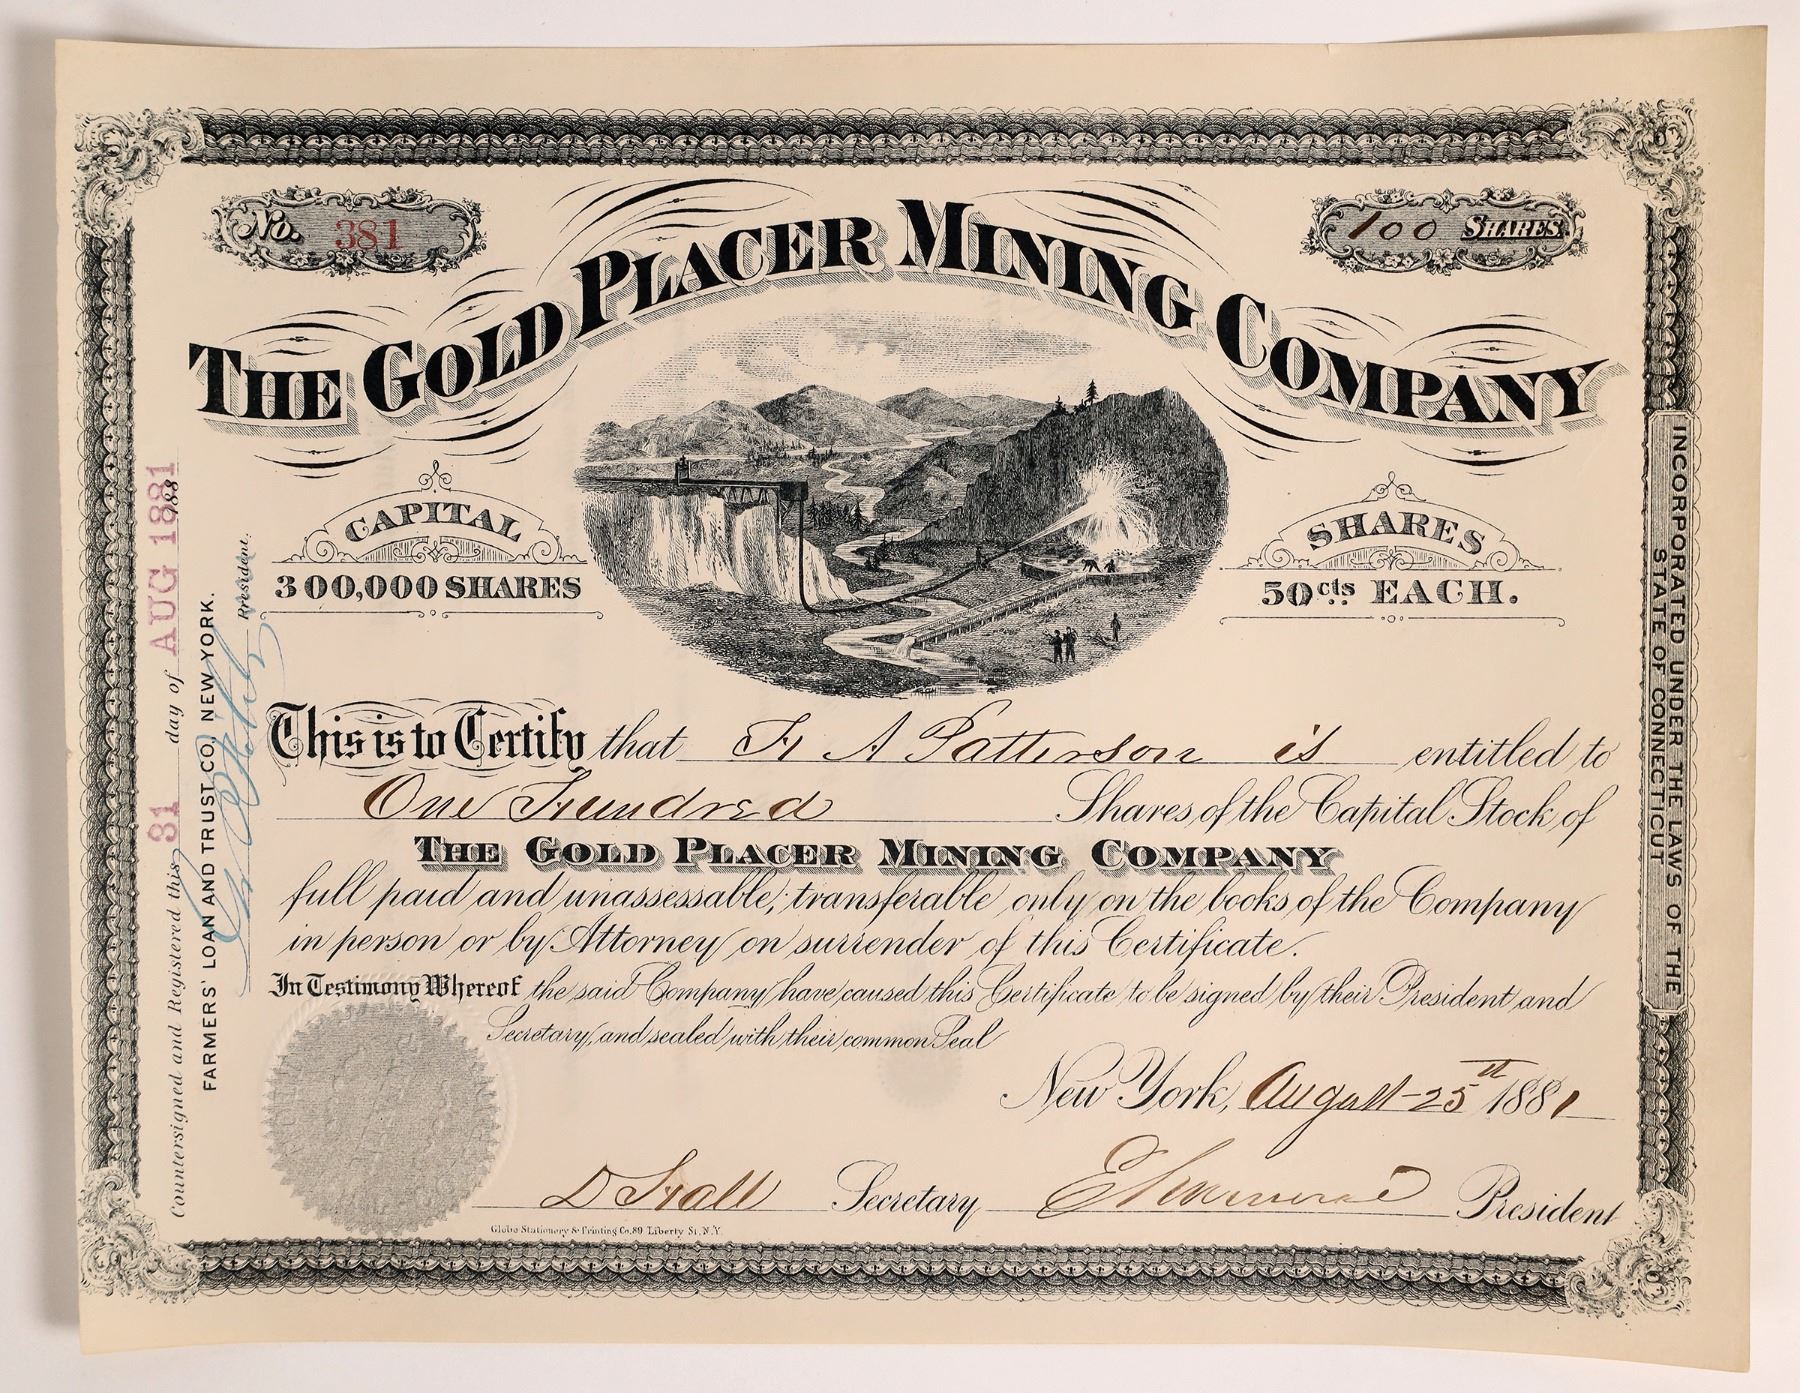 No. 381
100 SHARES
THE GOLD PLACER MINING COMPANY
CAPITAL
300,000 SHARES
SHARES
50cts EACH.
This is to Certify that F A Patterson is entitled to
One Hundred Shares of the Capital Stock of
THE GOLD PLACER MINING COMPANY
full paid and unassessable; transferable only on the books of the Company
in person or by Attorney on surrender of this Certificate.
In Testimony Whereof the said Company have caused this Certificate to be signed by their President and
Secretary, and sealed with their common Seal
New York, August 25th 1881
D Hall Secretary President
Globe Stationery & Printing Co. 89 Liberty St. N.Y.
Countersigned and Registered this 31 day of AUG 1881
FARMERS' LOAN AND TRUST CO. NEW YORK.
President.
INCORPORATED UNDER THE LAWS OF THE
STATE OF CONNECTICUT